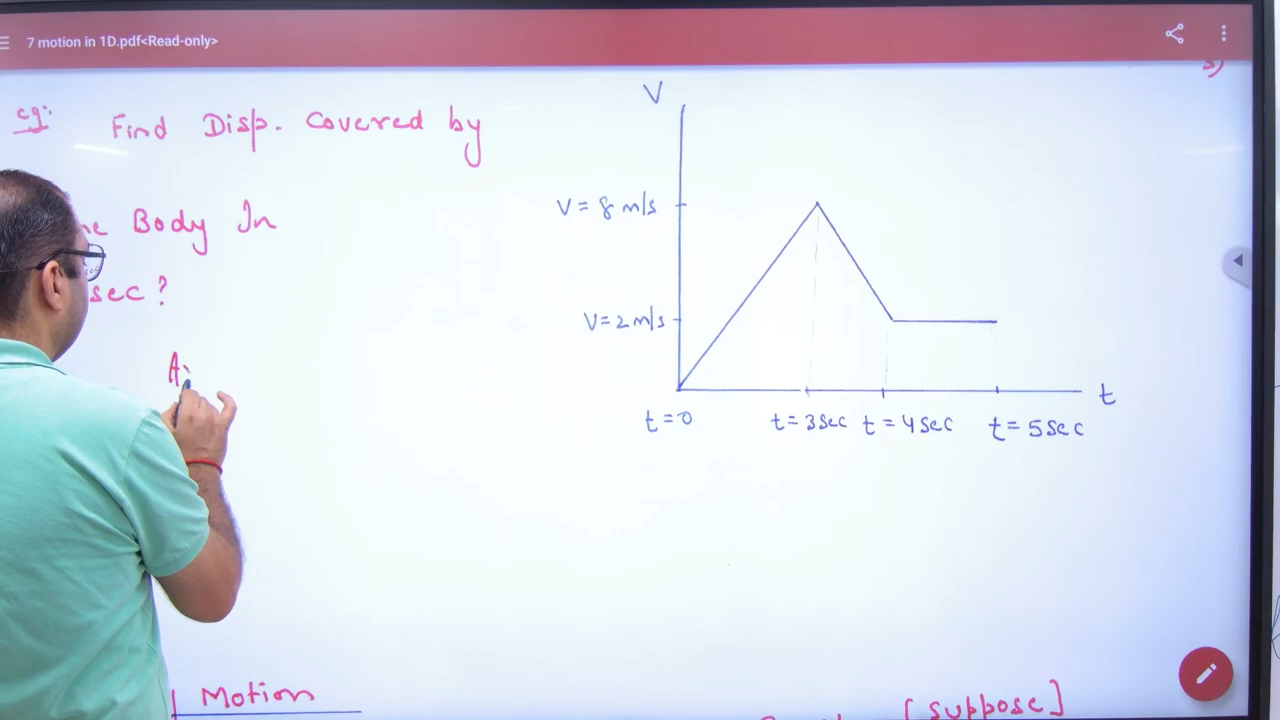 7 motion in 1D.pdf<Read-only>
eg: Find Disp. Covered by
Body In
sec?
A:
V
V = 8 m/s
V = 2 m/s
t
t = 0
t = 3 sec
t = 4 sec
t = 5 sec
Motion
[suppose]